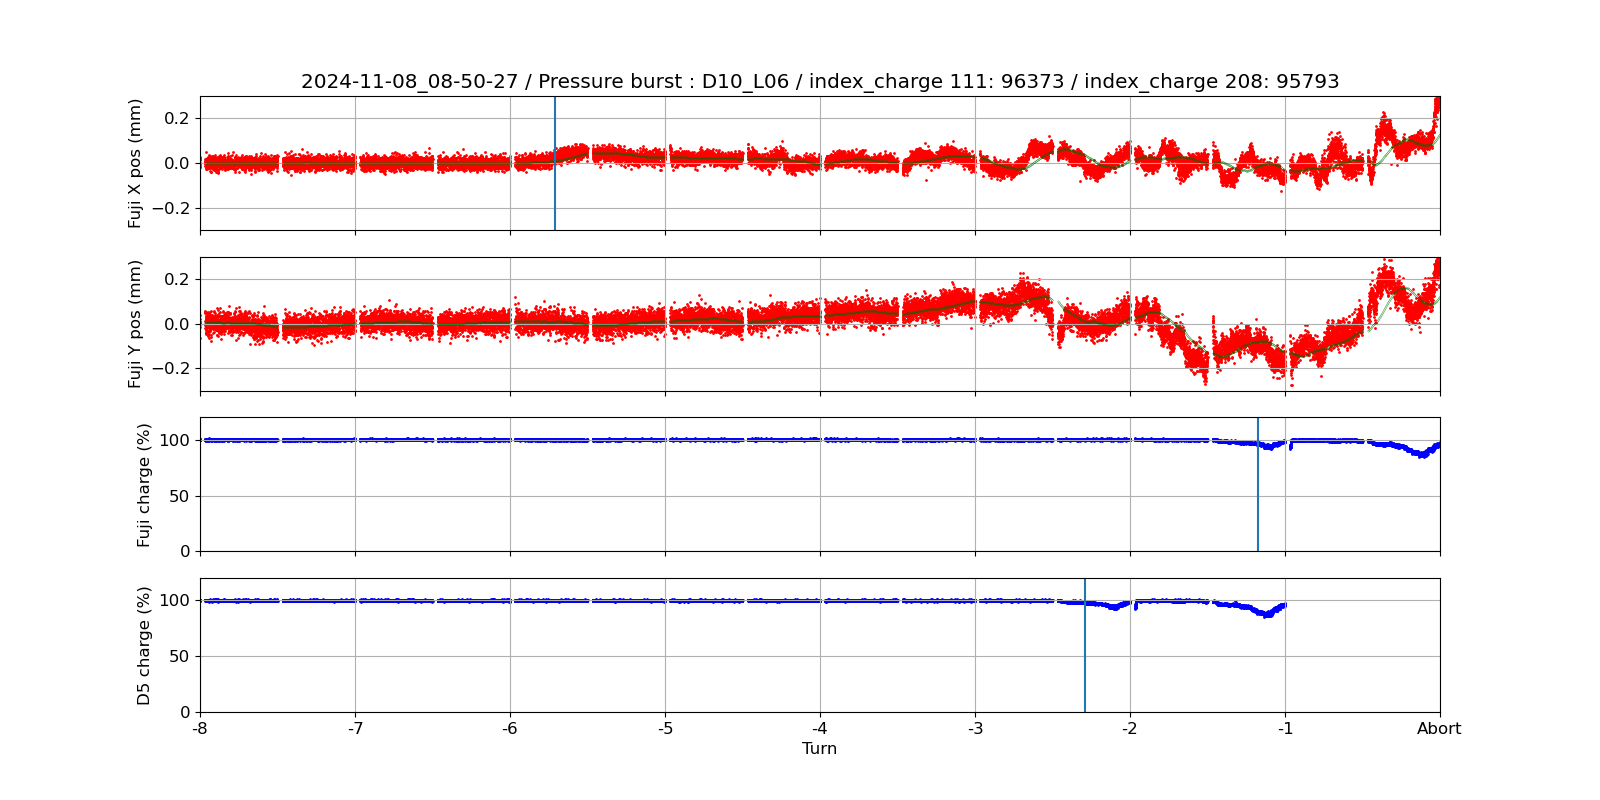 2024-11-08_08-50-27 / Pressure burst : D10_L06 / index_charge 111: 96373 / index_charge 208: 95793
Fuji X pos (mm)
0.2
0.0
−0.2
Fuji Y pos (mm)
0.2
0.0
−0.2
Fuji charge (%)
100
50
0
D5 charge (%)
100
50
0
-8 -7 -6 -5 -4 -3 -2 -1 Abort
Turn